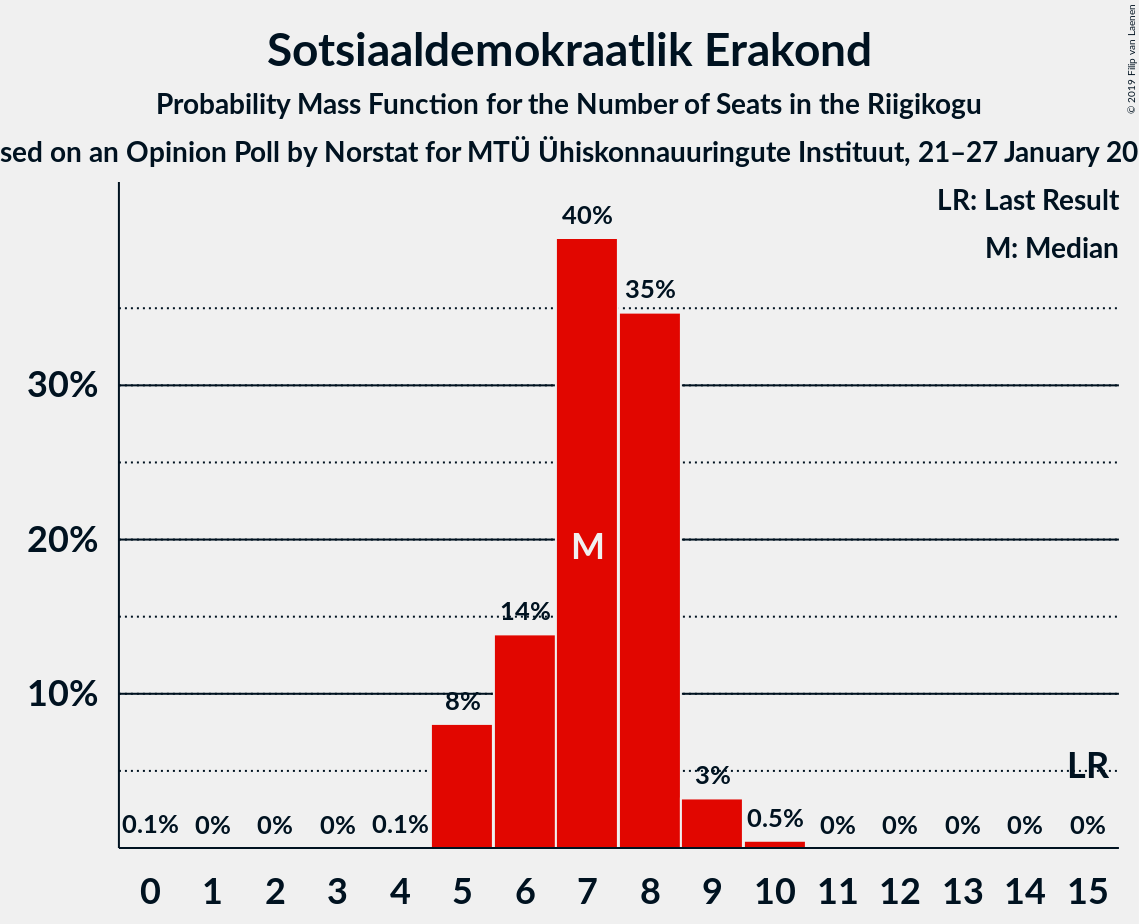 Sotsiaaldemokraatlik Erakond
Probability Mass Function for the Number of Seats in the Riigikogu
sed on an Opinion Poll by Norstat for MTÜ Ühiskonnauuringute Instituut, 21–27 January 20
© 2019 Filip van Laenen
LR: Last Result
M: Median
40%
35%
30%
20%
M
14%
10%
8%
LR
3%
0.1% 0% 0% 0% 0.1% 0.5% 0% 0% 0% 0% 0%
0 1 2 3 4 5 6 7 8 9 10 11 12 13 14 15